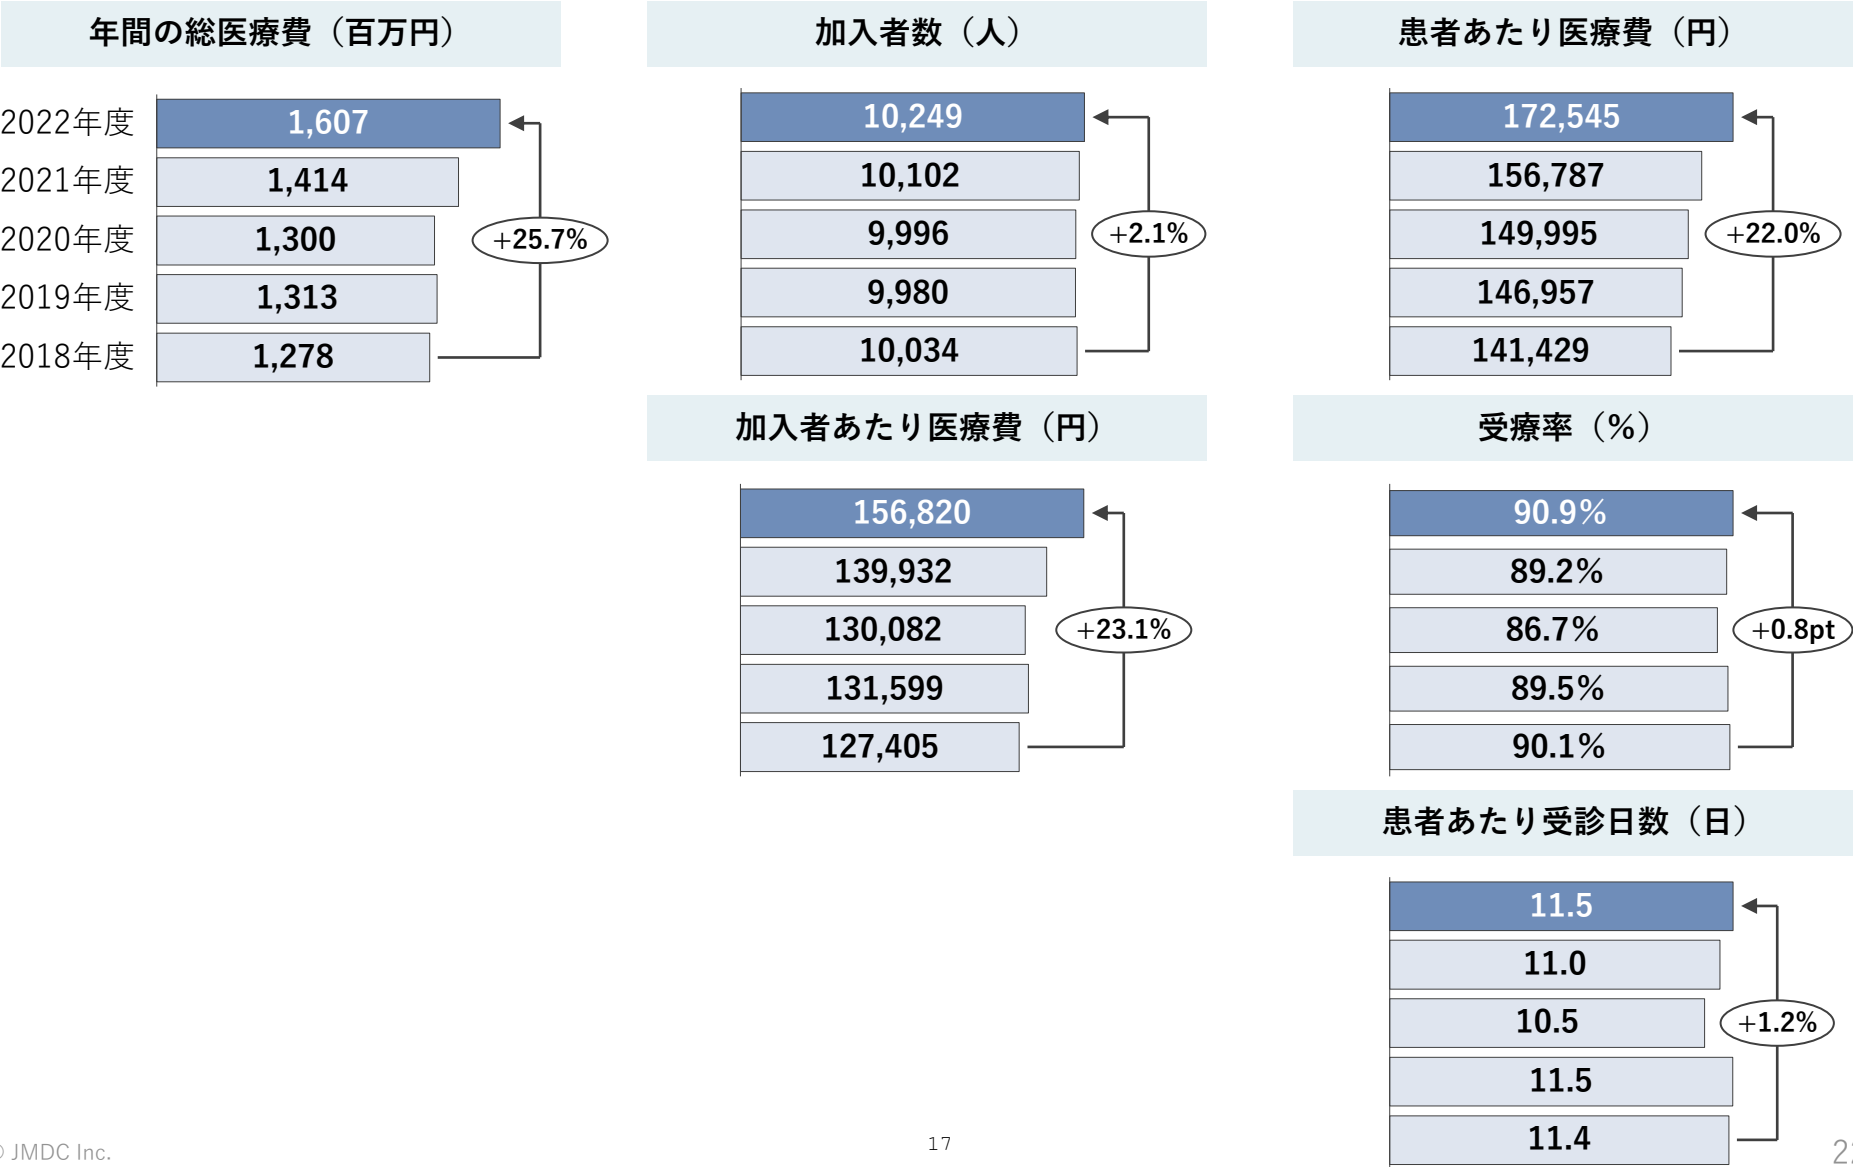 年間の総医療費（百万円）
2022年度 1,607
2021年度 1,414
2020年度 1,300
2019年度 1,313
2018年度 1,278
+25.7%
加入者数（人）
10,249
10,102
9,996
9,980
10,034
+2.1%
患者あたり医療費（円）
172,545
156,787
149,995
146,957
141,429
+22.0%
加入者あたり医療費（円）
156,820
139,932
130,082
131,599
127,405
+23.1%
受療率（%）
90.9%
89.2%
86.7%
89.5%
90.1%
+0.8pt
患者あたり受診日数（日）
11.5
11.0
10.5
11.5
11.4
+1.2%
JMDC Inc.
17